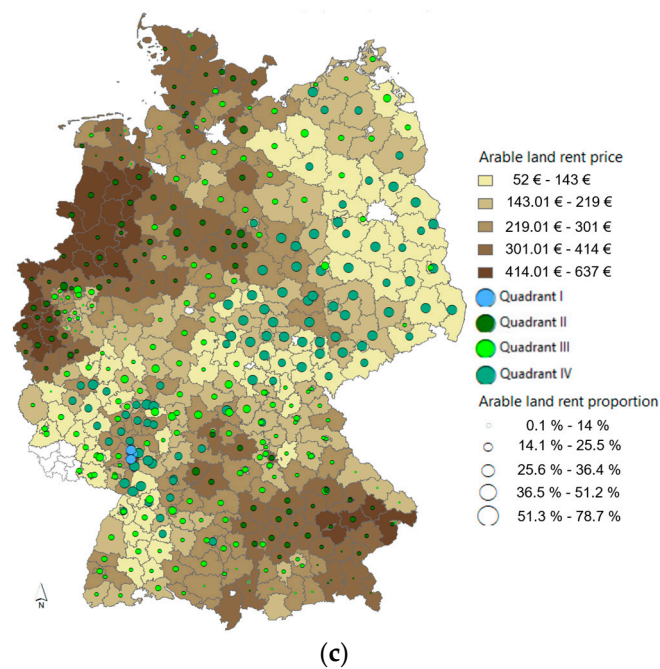 Arable land rent price
52 € - 143 €
143.01 € - 219 €
219.01 € - 301 €
301.01 € - 414 €
414.01 € - 637 €
Quadrant I
Quadrant II
Quadrant III
Quadrant IV
Arable land rent proportion
0.1 % - 14 %
14.1 % - 25.5 %
25.6 % - 36.4 %
36.5 % - 51.2 %
51.3 % - 78.7 %
N
(c)